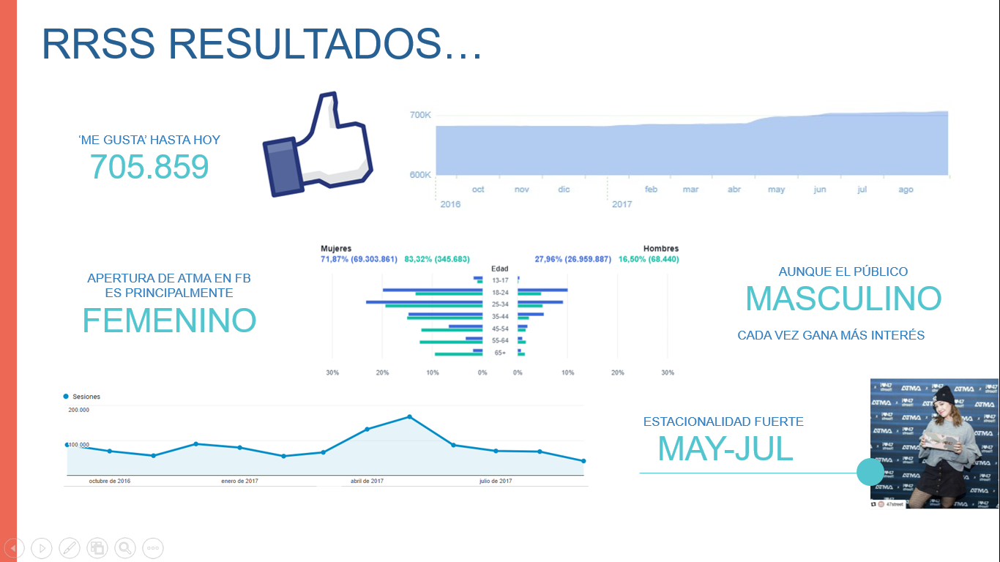 RRSS RESULTADOS…
‘ME GUSTA’ HASTA HOY
705.859
700K
600K
oct nov dic feb mar abr may jun jul ago
2016 2017
APERTURA DE ATMA EN FB
ES PRINCIPALMENTE
FEMENINO
Mujeres Hombres
71,87% (69.303.861) 83,32% (345.683) 27,96% (26.959.887) 16,50% (68.440)
Edad
13-17
18-24
25-34
35-44
45-54
55-64
65+
30% 20% 10% 0% 0% 10% 20% 30%
AUNQUE EL PÚBLICO
MASCULINO
CADA VEZ GANA MÁS INTERÉS
Sesiones
200.000
100.000
octubre de 2016 enero de 2017 abril de 2017 julio de 2017
ESTACIONALIDAD FUERTE
MAY-JUL
ATMA
47street